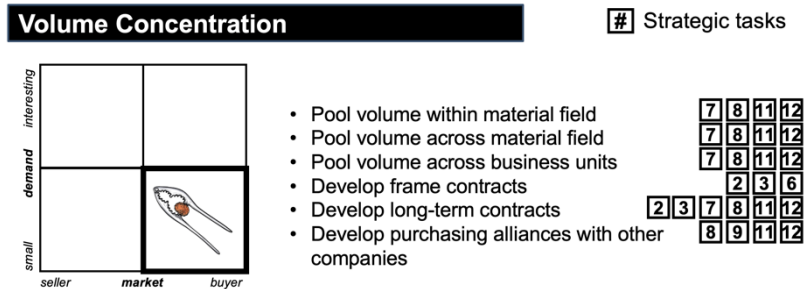 Volume Concentration
# Strategic tasks
interesting
demand
small
seller market buyer
• Pool volume within material field 7 8 11 12
• Pool volume across material field 7 8 11 12
• Pool volume across business units 7 8 11 12
• Develop frame contracts 2 3 6
• Develop long-term contracts 2 3 7 8 11 12
• Develop purchasing alliances with other 8 9 11 12
companies